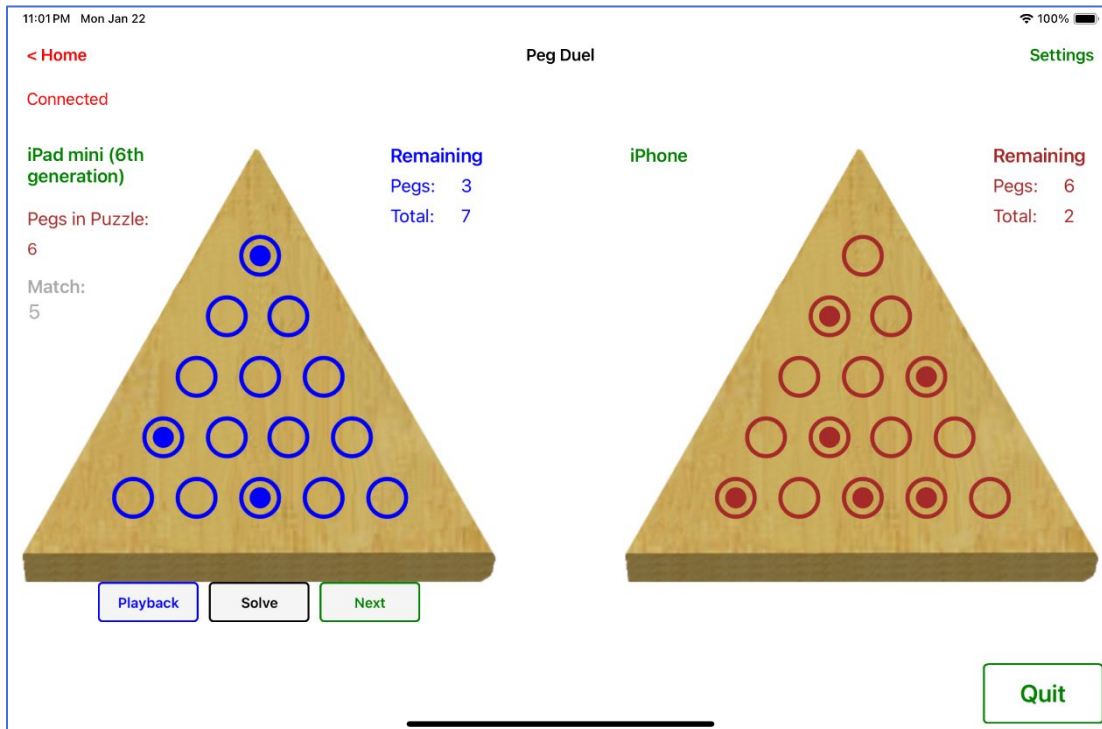 11:01 PM Mon Jan 22
100%
< Home
Peg Duel
Settings
Connected
iPad mini (6th
generation)
Pegs in Puzzle:
6
Match:
5
Remaining
Pegs: 3
Total: 7
iPhone
Remaining
Pegs: 6
Total: 2
Playback
Solve
Next
Quit